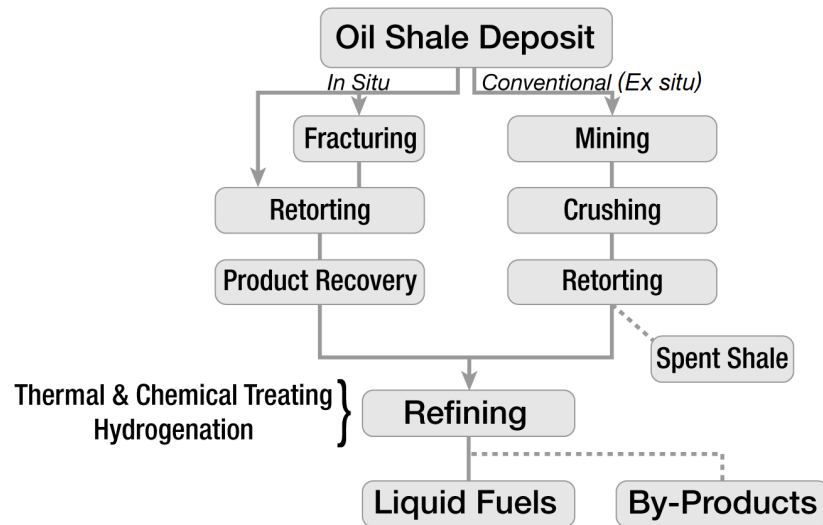 Oil Shale Deposit
In Situ
Conventional (Ex situ)
Fracturing
Mining
Retorting
Crushing
Product Recovery
Retorting
Spent Shale
Thermal & Chemical Treating
Hydrogenation
Refining
Liquid Fuels
By-Products